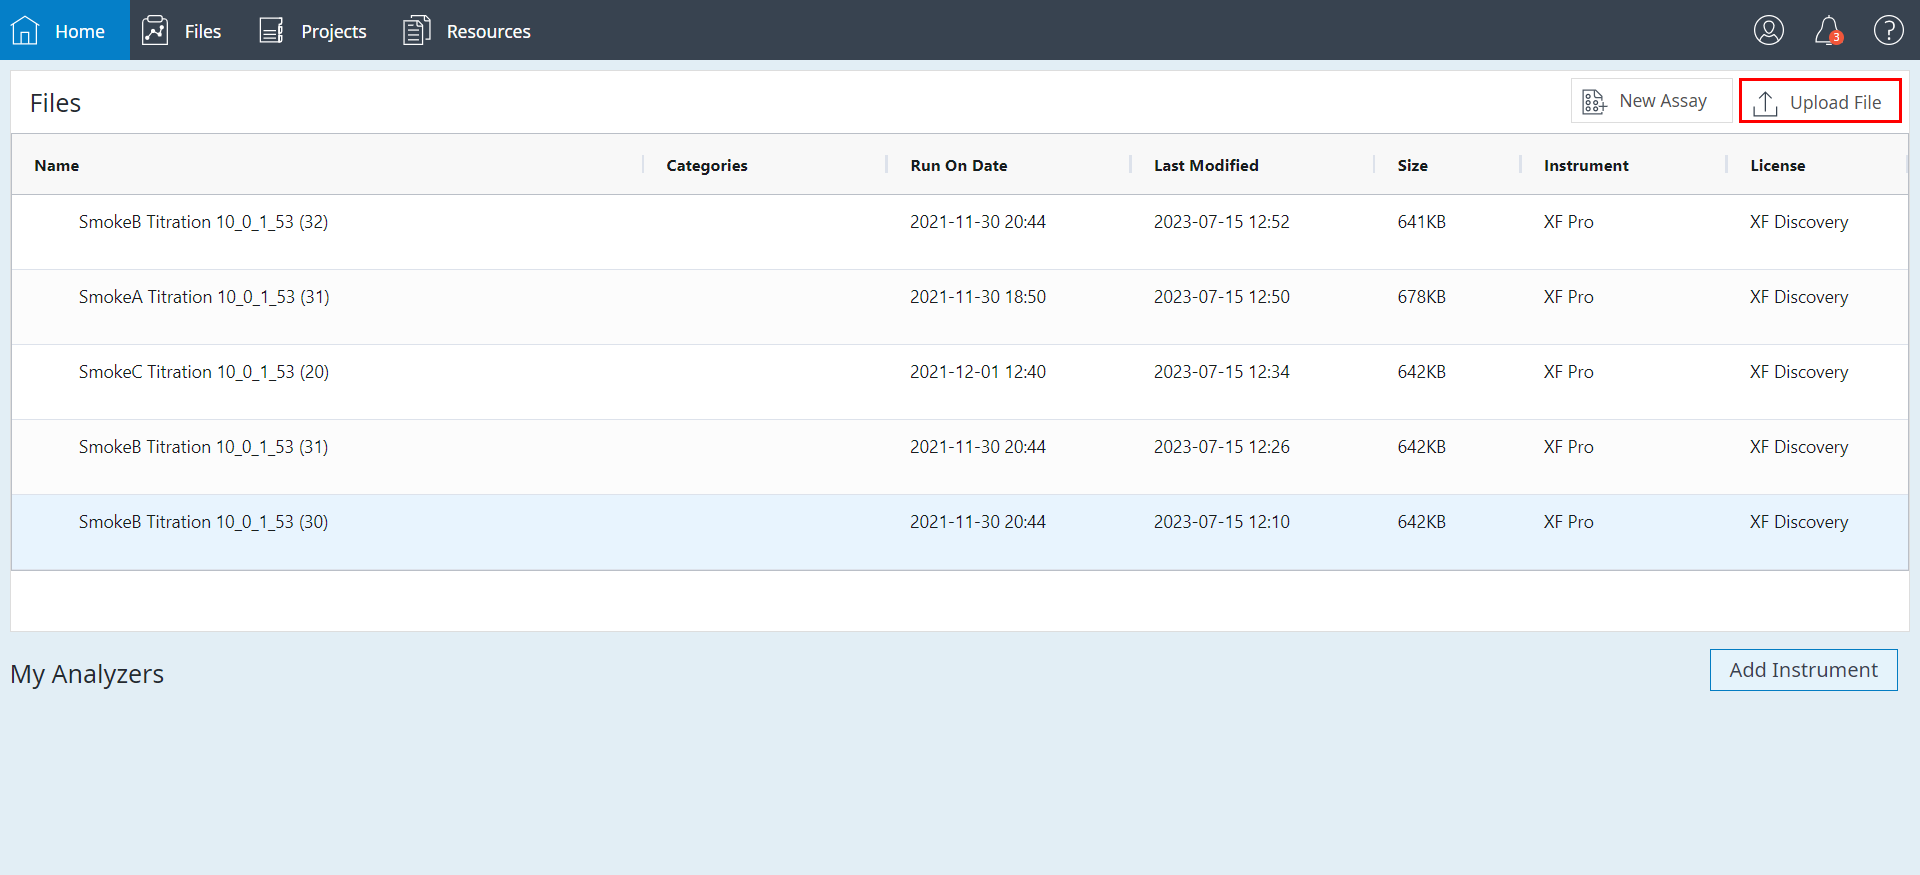 Home Files Projects Resources 3 ?
Files New Assay Upload File
Name Categories Run On Date Last Modified Size Instrument License
SmokeB Titration 10_0_1_53 (32) 2021-11-30 20:44 2023-07-15 12:52 641KB XF Pro XF Discovery
SmokeA Titration 10_0_1_53 (31) 2021-11-30 18:50 2023-07-15 12:50 678KB XF Pro XF Discovery
SmokeC Titration 10_0_1_53 (20) 2021-12-01 12:40 2023-07-15 12:34 642KB XF Pro XF Discovery
SmokeB Titration 10_0_1_53 (31) 2021-11-30 20:44 2023-07-15 12:26 642KB XF Pro XF Discovery
SmokeB Titration 10_0_1_53 (30) 2021-11-30 20:44 2023-07-15 12:10 642KB XF Pro XF Discovery
My Analyzers Add Instrument